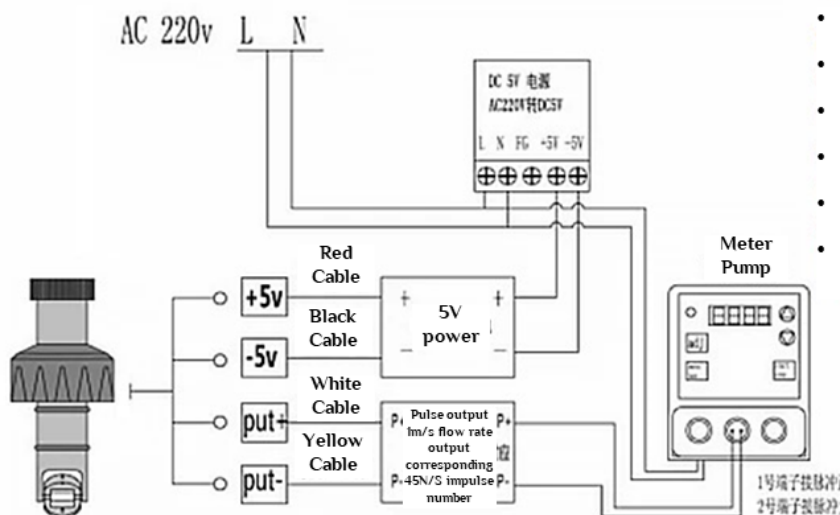 AC 220v L N
DC 5V 电源
AC220V转DC5V
L N FG +5V -5V
Meter
Pump
Red
Cable
+5v
Black
Cable
-5v
5V
power
+ +
- -
White
Cable
put+
Yellow
Cable
put-
Pulse output
1m/s flow rate
output
corresponding
45N/S impulse
number
P+ P+
P- P-
adj
1号端子接脉冲
2号端子接脉冲